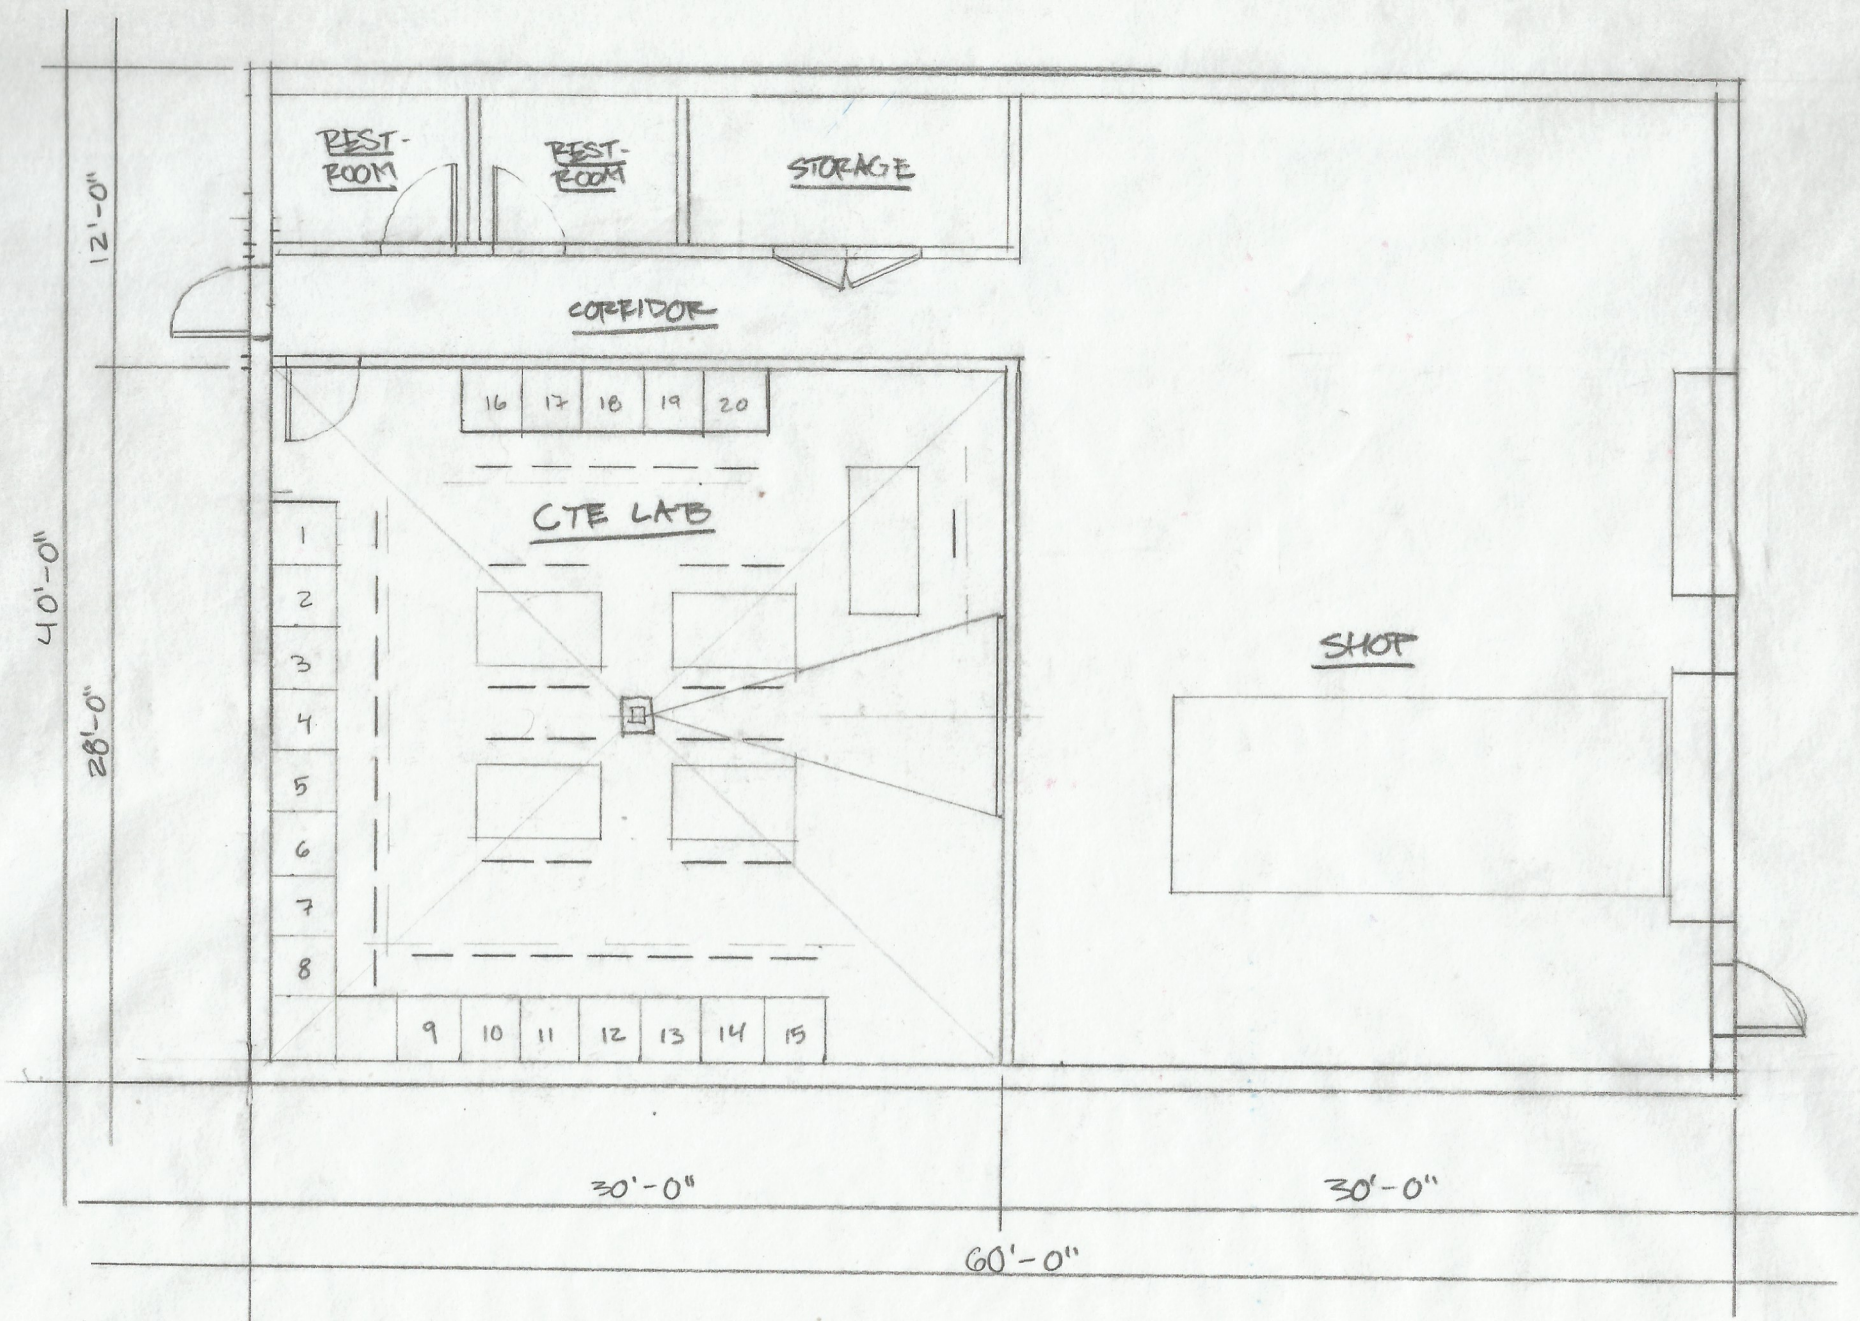 REST-
ROOM
REST-
ROOM
STORAGE
12'-0"
CORRIDOR
16 17 18 19 20
CTE LAB
1
2
3
4
5
6
7
8
9 10 11 12 13 14 15
40'-0"
28'-0"
SHOP
30'-0"
30'-0"
60'-0"